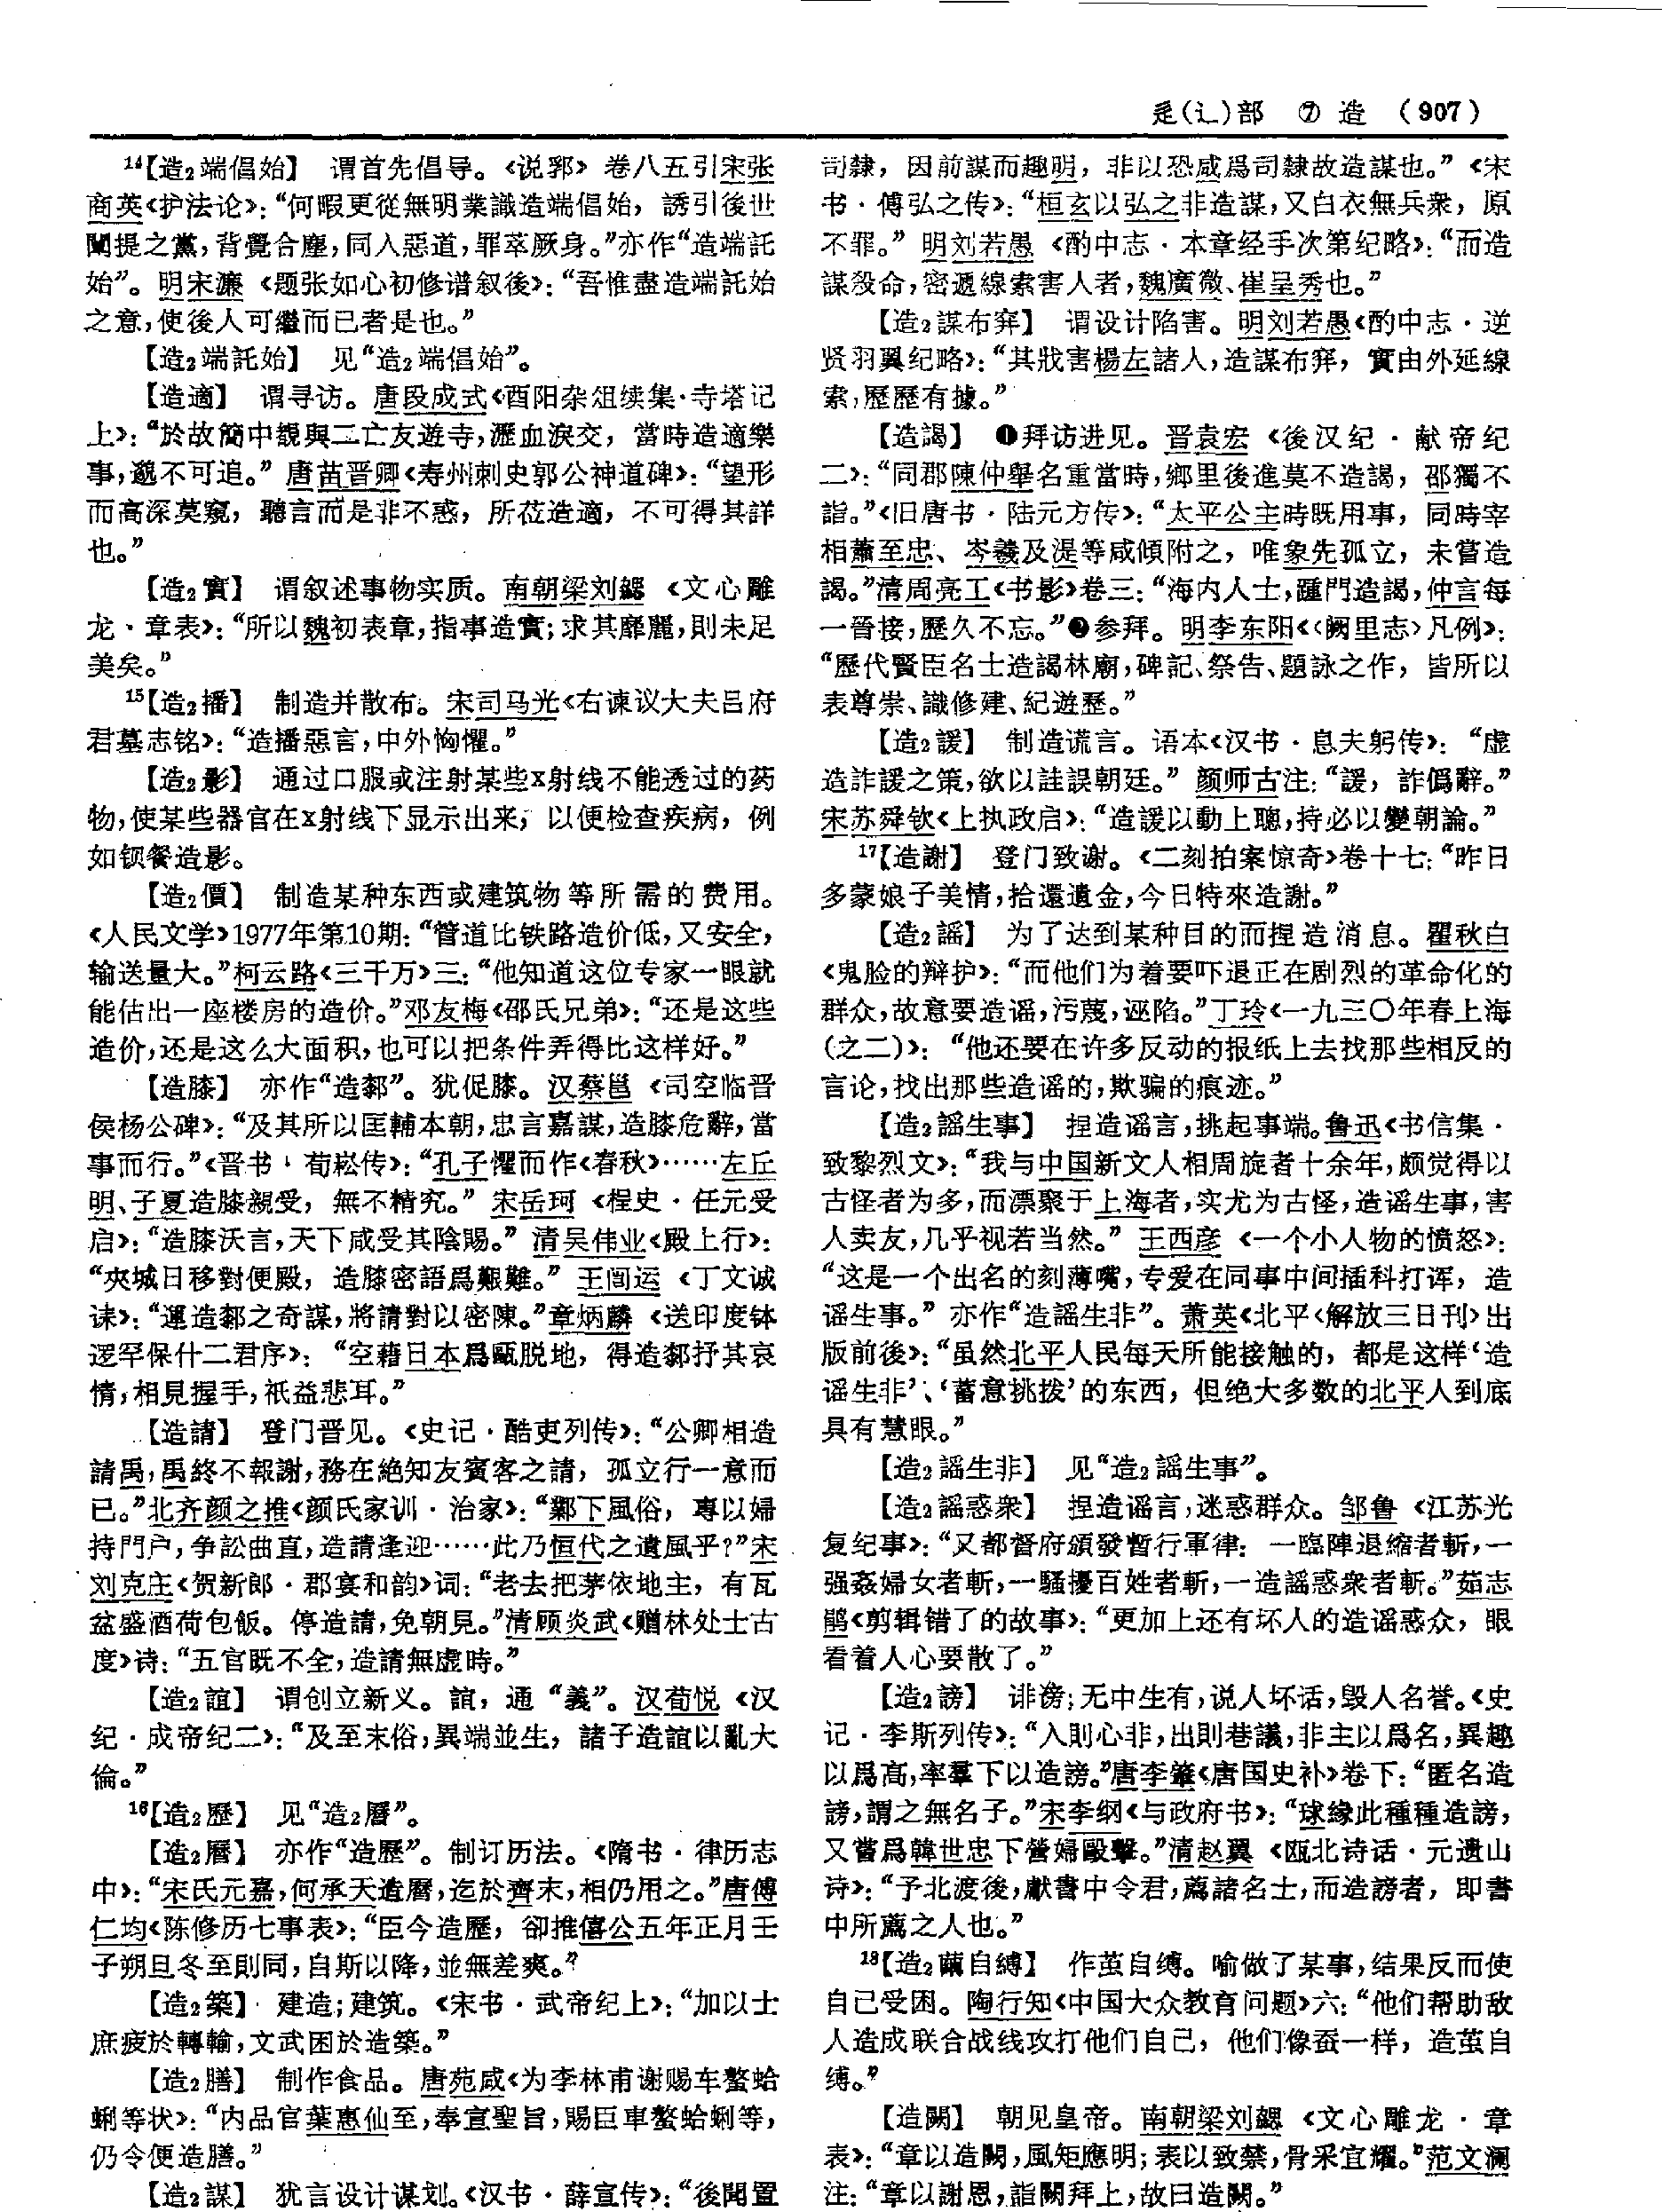 辵(辶)部　⑦　造　(907)
¹⁴【造₂端倡始】　谓首先倡导。《说郛》卷八五引宋张
商英《护法论》：“何暇更從無明業識造端倡始，誘引後世
闡提之黨，背覺合塵，同入惡道，罪萃厥身。”亦作“造端託
始”。明宋濂《题张如心初修谱叙後》：“吾惟盡造端託始
之意，使後人可繼而已者是也。”
【造₂端託始】　见“造₂端倡始”。
【造適】　谓寻访。唐段成式《酉阳杂俎续集·寺塔记
上》：“於故簡中覩與二亡友遊寺，瀝血淚交，當時造適樂
事，邈不可追。”唐苗晋卿《寿州刺史郭公神道碑》：“望形
而高深莫窺，聽言而是非不惑，所莅造適，不可得其詳
也。”
【造₂實】　谓叙述事物实质。南朝梁刘勰《文心雕
龙·章表》：“所以魏初表章，指事造實；求其靡麗，則未足
美矣。”
¹⁵【造₂播】　制造并散布。宋司马光《右谏议大夫吕府
君墓志铭》：“造播惡言，中外恟懼。”
【造₂影】　通过口服或注射某些X射线不能透过的药
物，使某些器官在X射线下显示出来，以便检查疾病，例
如钡餐造影。
【造₂價】　制造某种东西或建筑物等所需的费用。
《人民文学》1977年第10期：“管道比铁路造价低，又安全，
输送量大。”柯云路《三千万》三：“他知道这位专家一眼就
能估出一座楼房的造价。”邓友梅《邵氏兄弟》：“还是这些
造价，还是这么大面积，也可以把条件弄得比这样好。”
【造膝】　亦作“造厀”。犹促膝。汉蔡邕《司空临晋
侯杨公碑》：“及其所以匡輔本朝，忠言嘉謀，造膝危辭，當
事而行。”《晋书·荀崧传》：“孔子懼而作《春秋》……左丘
明、子夏造膝親受，無不精究。”宋岳珂《桯史·任元受
启》：“造膝沃言，天下咸受其陰賜。”清吴伟业《殿上行》：
“夾城日移對便殿，造膝密語爲艱難。”王闿运《丁文诚
诔》：“運造厀之奇謀，將請對以密陳。”章炳麟《送印度钵
逻罕保什二君序》：“空藉日本爲甌脱地，得造厀抒其哀
情，相見握手，祇益悲耳。”
【造請】　登门晋见。《史记·酷吏列传》：“公卿相造
請禹，禹終不報謝，務在絶知友賓客之請，孤立行一意而
已。”北齐颜之推《颜氏家训·治家》：“鄴下風俗，專以婦
持門户，争訟曲直，造請逢迎……此乃恒代之遺風乎？”宋
刘克庄《贺新郎·郡宴和韵》词：“老去把茅依地主，有瓦
盆盛酒荷包飯。停造請，免朝見。”清顾炎武《赠林处士古
度》诗：“五官既不全，造請無虚時。”
【造₂誼】　谓创立新义。誼，通“義”。汉荀悦《汉
纪·成帝纪二》：“及至末俗，異端並生，諸子造誼以亂大
倫。”
¹⁶【造₂歷】　见“造₂曆”。
【造₂曆】　亦作“造歷”。制订历法。《隋书·律历志
中》：“宋氏元嘉，何承天造曆，迄於齊末，相仍用之。”唐傅
仁均《陈修历七事表》：“臣今造歷，卻推僖公五年正月壬
子朔旦冬至則同，自斯以降，並無差爽。”
【造₂築】　建造；建筑。《宋书·武帝纪上》：“加以士
庶疲於轉輸，文武困於造築。”
【造₂膳】　制作食品。唐苑咸《为李林甫谢赐车螯蛤
蜊等状》：“内品官葉惠仙至，奉宣聖旨，賜臣車螯蛤蜊等，
仍令便造膳。”
【造₂謀】　犹言设计谋划。《汉书·薛宣传》：“後聞置
司隸，因前謀而趣明，非以恐咸爲司隸故造謀也。”《宋
书·傅弘之传》：“桓玄以弘之非造謀，又白衣無兵衆，原
不罪。”明刘若愚《酌中志·本章经手次第纪略》：“而造
謀殺命，密遞線索害人者，魏廣微、崔呈秀也。”
【造₂謀布穽】　谓设计陷害。明刘若愚《酌中志·逆
贤羽翼纪略》：“其戕害楊左諸人，造謀布穽，實由外延線
索，歷歷有據。”
【造謁】　❶拜访进见。晋袁宏《後汉纪·献帝纪
二》：“同郡陳仲舉名重當時，鄉里後進莫不造謁，邵獨不
詣。”《旧唐书·陆元方传》：“太平公主時既用事，同時宰
相蕭至忠、岑羲及湜等咸傾附之，唯象先孤立，未嘗造
謁。”清周亮工《书影》卷三：“海内人士，踵門造謁，仲言每
一晉接，歷久不忘。”❷参拜。明李东阳《〈阙里志〉凡例》：
“歷代賢臣名士造謁林廟，碑記、祭告、題詠之作，皆所以
表尊崇、識修建、紀遊歷。”
【造₂諼】　制造谎言。语本《汉书·息夫躬传》：“虚
造詐諼之策，欲以詿誤朝廷。”颜师古注：“諼，詐僞辭。”
宋苏舜钦《上执政启》：“造諼以動上聰，持必以變朝論。”
¹⁷【造謝】　登门致谢。《二刻拍案惊奇》卷十七：“昨日
多蒙娘子美情，拾還遺金，今日特來造謝。”
【造₂謡】　为了达到某种目的而捏造消息。瞿秋白
《鬼脸的辩护》：“而他们为着要吓退正在剧烈的革命化的
群众，故意要造谣，污蔑，诬陷。”丁玲《一九三〇年春上海
(之二)》：“他还要在许多反动的报纸上去找那些相反的
言论，找出那些造谣的，欺骗的痕迹。”
【造₂謡生事】　捏造谣言，挑起事端。鲁迅《书信集·
致黎烈文》：“我与中国新文人相周旋者十余年，颇觉得以
古怪者为多，而漂聚于上海者，实尤为古怪，造谣生事，害
人卖友，几乎视若当然。”王西彦《一个小人物的愤怒》：
“这是一个出名的刻薄嘴，专爱在同事中间插科打诨，造
谣生事。”亦作“造謡生非”。萧英《北平〈解放三日刊〉出
版前後》：“虽然北平人民每天所能接触的，都是这样‘造
谣生非’、‘蓄意挑拨’的东西，但绝大多数的北平人到底
具有慧眼。”
【造₂謡生非】　见“造₂謡生事”。
【造₂謡惑衆】　捏造谣言，迷惑群众。邹鲁《江苏光
复纪事》：“又都督府頒發暫行軍律：一臨陣退縮者斬，一
强姦婦女者斬，一騷擾百姓者斬，一造謡惑衆者斬。”茹志
鹃《剪辑错了的故事》：“更加上还有坏人的造谣惑众，眼
看着人心要散了。”
【造₂謗】　诽谤；无中生有，说人坏话，毁人名誉。《史
记·李斯列传》：“入則心非，出則巷議，非主以爲名，異趣
以爲高，率羣下以造謗。”唐李肇《唐国史补》卷下：“匿名造
謗，謂之無名子。”宋李纲《与政府书》：“球緣此種種造謗，
又嘗爲韓世忠下營婦毆擊。”清赵翼《瓯北诗话·元遗山
诗》：“予北渡後，獻書中令君，薦諸名士，而造謗者，即書
中所薦之人也。”
¹⁸【造₂繭自縛】　作茧自缚。喻做了某事，结果反而使
自己受困。陶行知《中国大众教育问题》六：“他们帮助敌
人造成联合战线攻打他们自己，他们像蚕一样，造茧自
缚。”
【造闕】　朝见皇帝。南朝梁刘勰《文心雕龙·章
表》：“章以造闕，風矩應明；表以致禁，骨采宜耀。”范文澜
注：“章以謝恩，詣闕拜上，故曰造闕。”